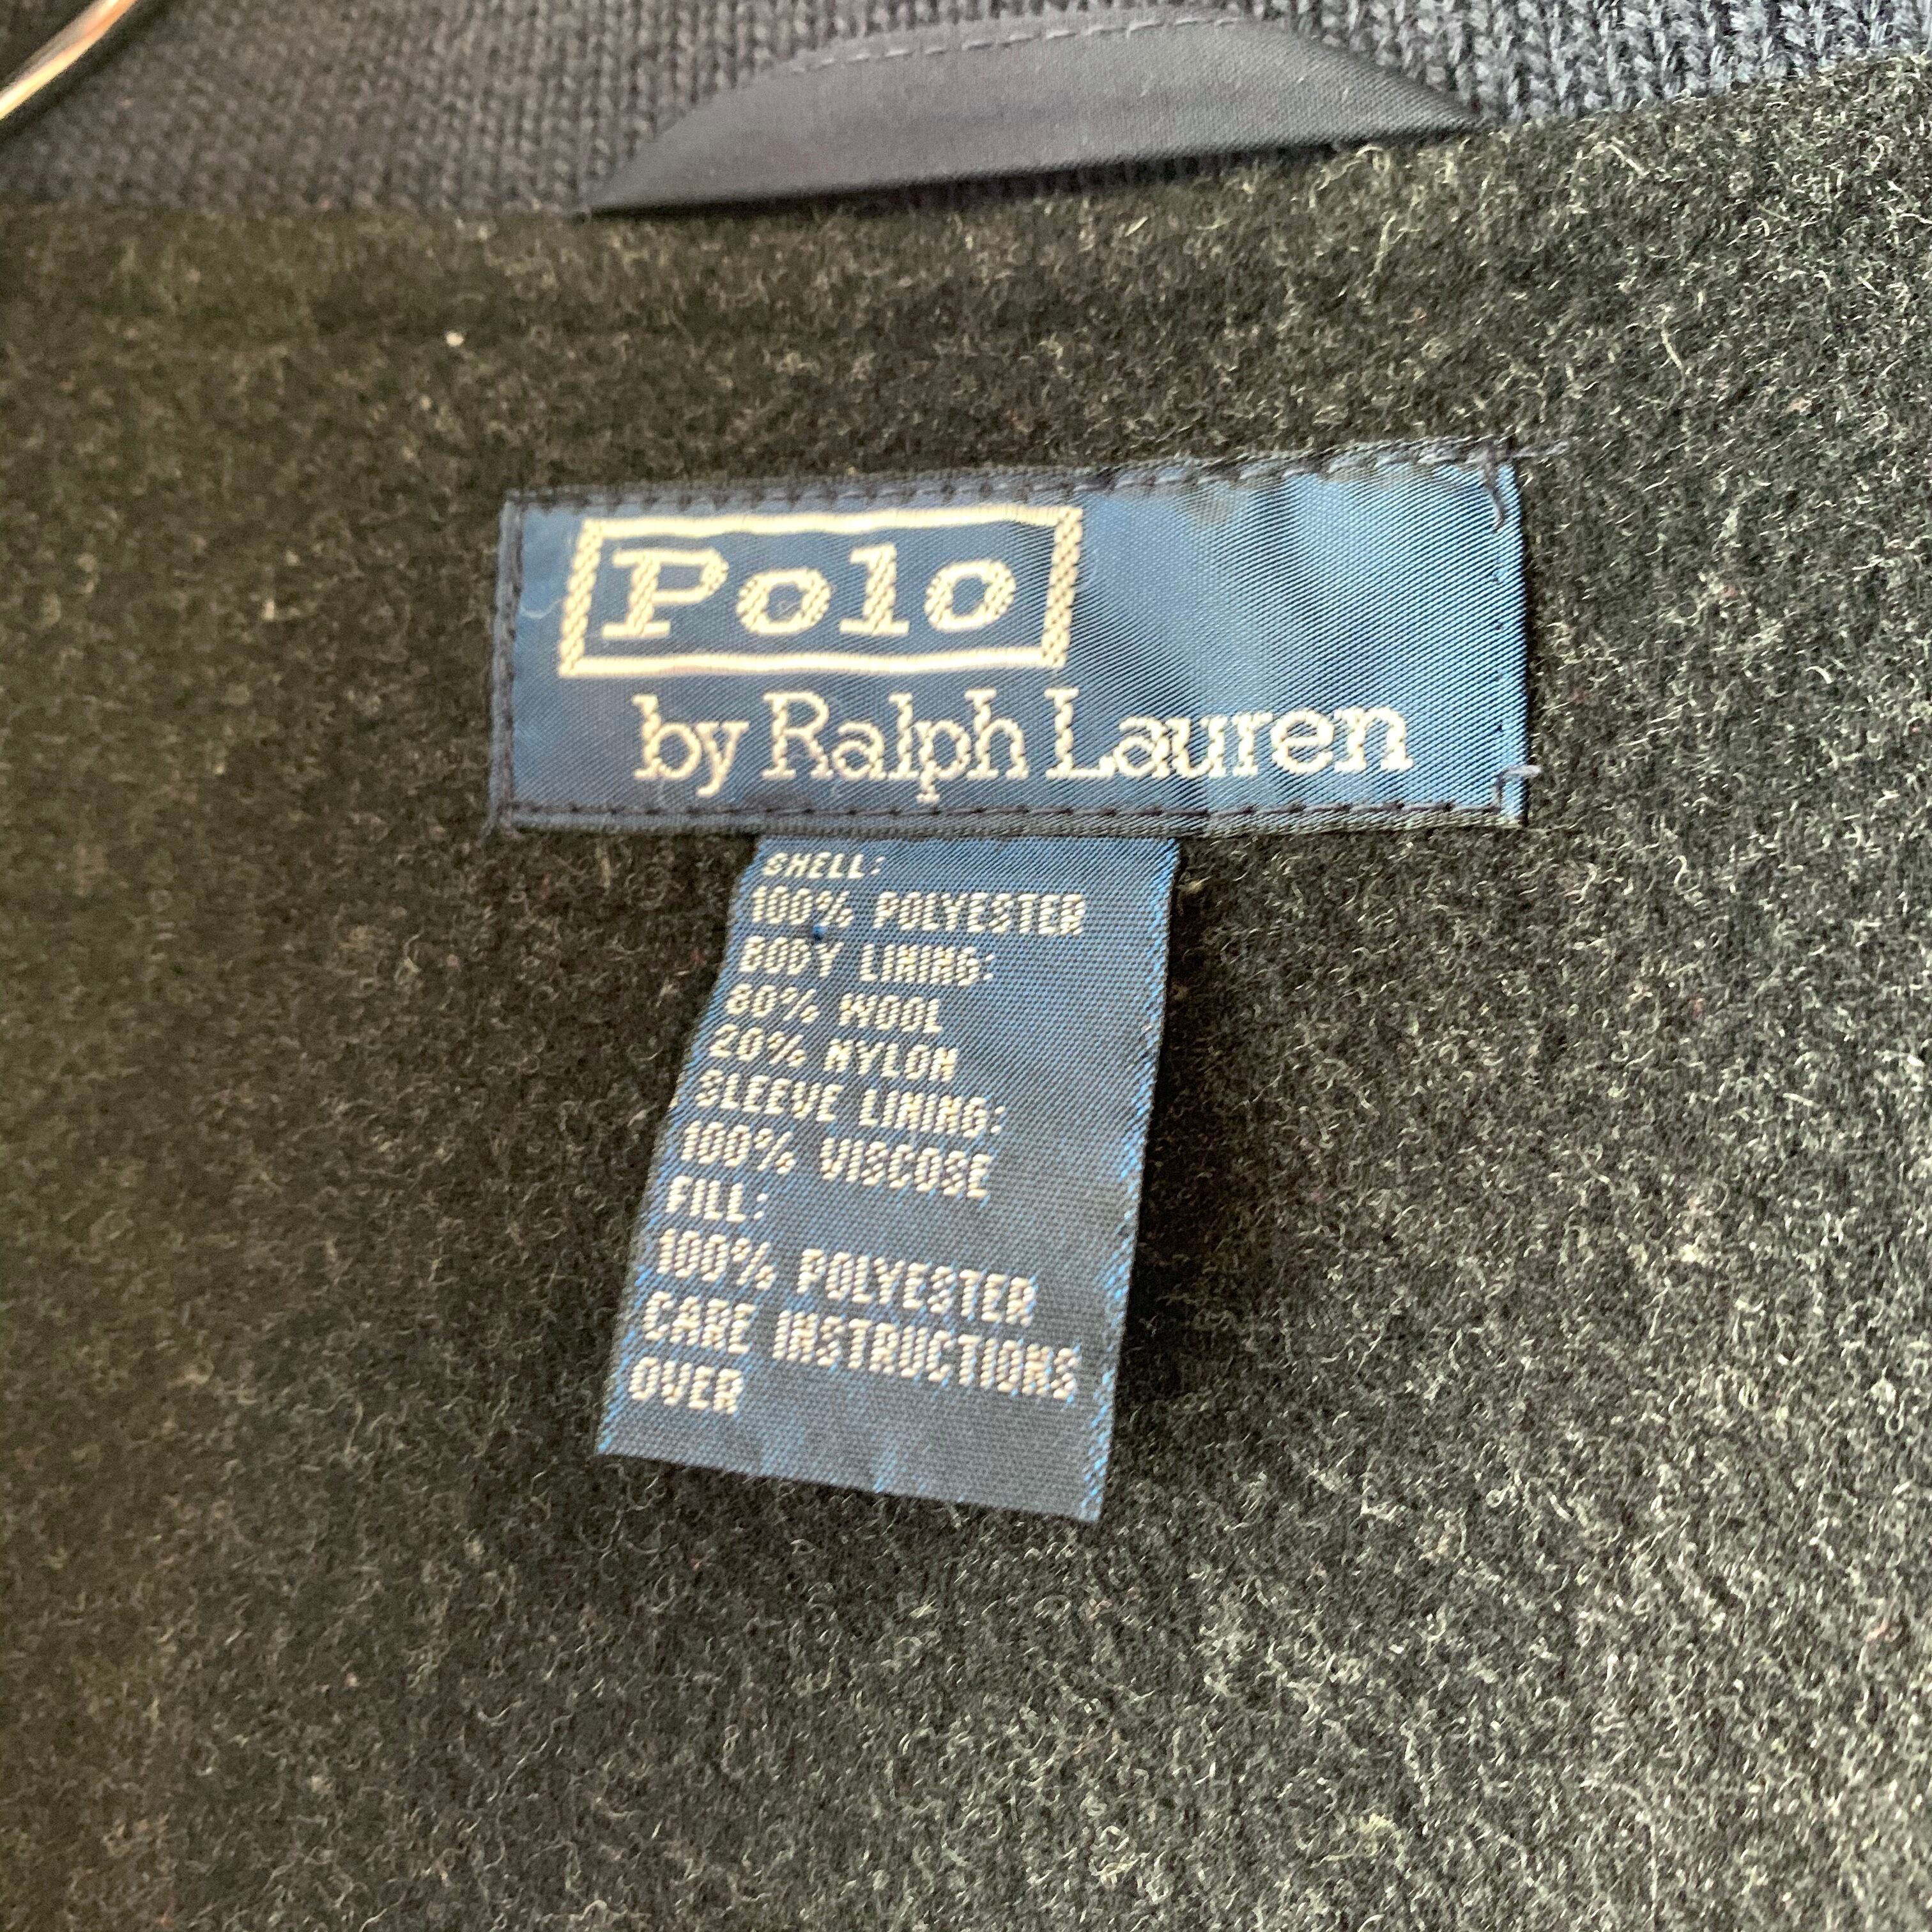 Polo
by Ralph Lauren
SHELL:
100% POLYESTER
BODY LINING:
80% WOOL
20% NYLON
SLEEVE LINING:
100% VISCOSE
FILL:
100% POLYESTER
CARE INSTRUCTIONS
OVER